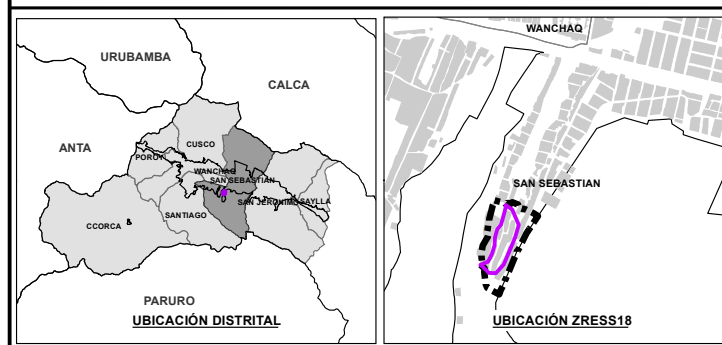 URUBAMBA
CALCA
ANTA
CUSCO
POROY
WANCHAQ
SAN SEBASTIAN
SAN JERONIMO
SAYLLA
CCORCA
SANTIAGO
PARURO
UBICACIÓN DISTRITAL
WANCHAQ
SAN SEBASTIAN
UBICACIÓN ZRESS18